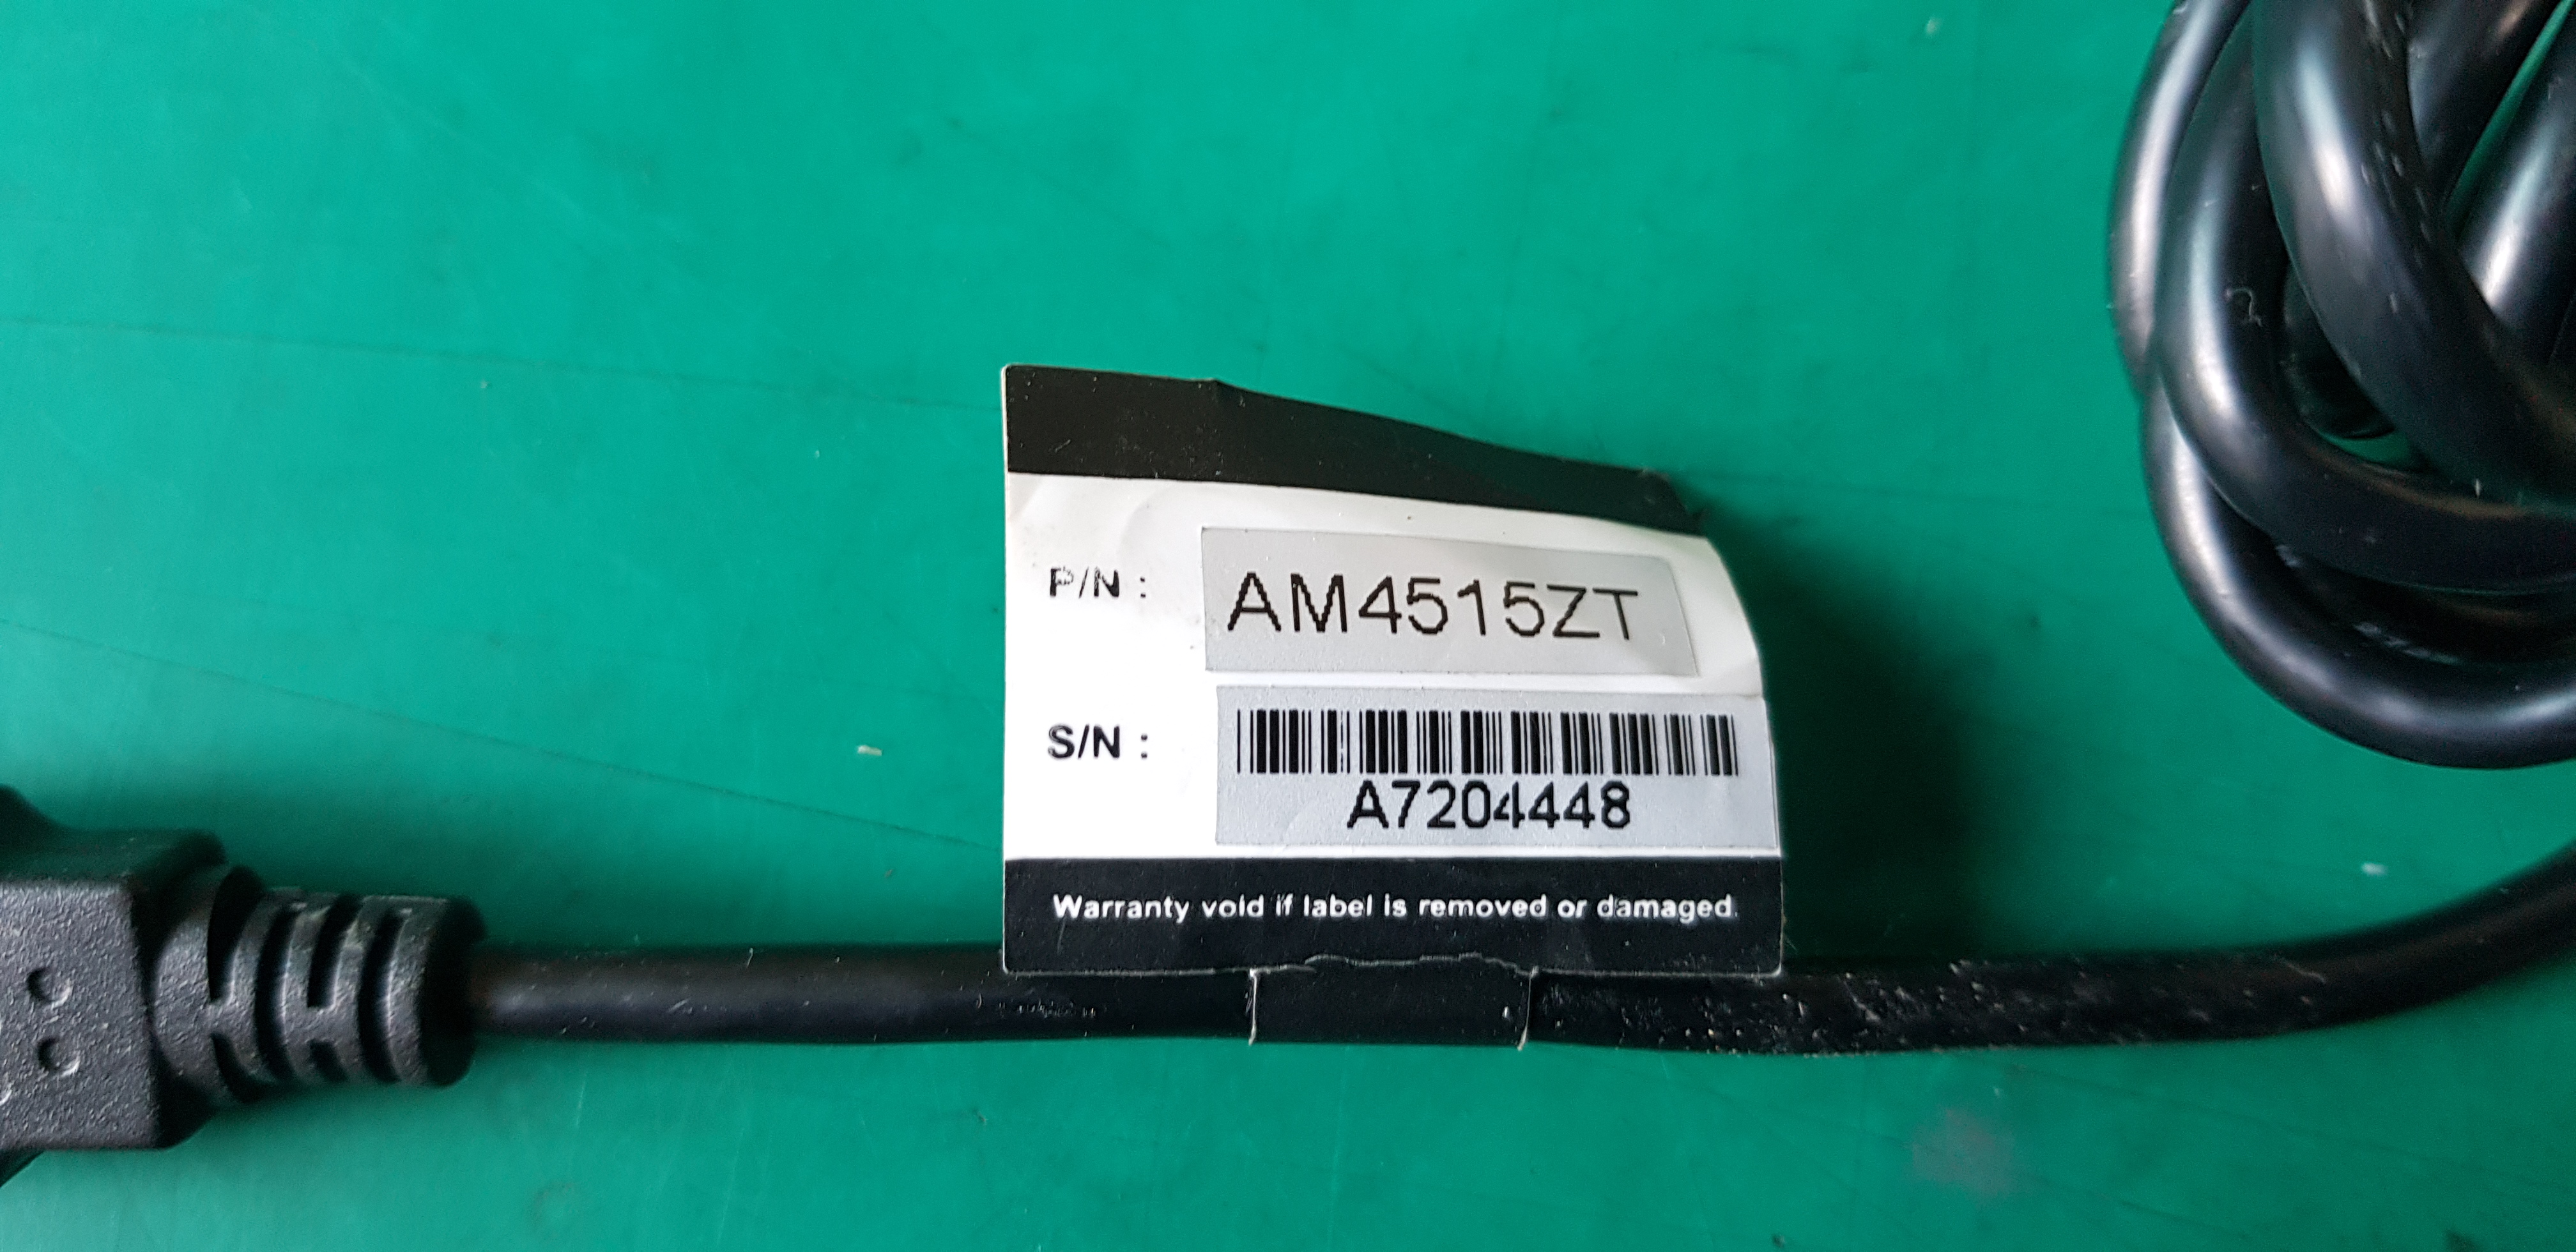 P/N : AM4515ZT
S/N :
A7204448
Warranty void if label is removed or damaged.